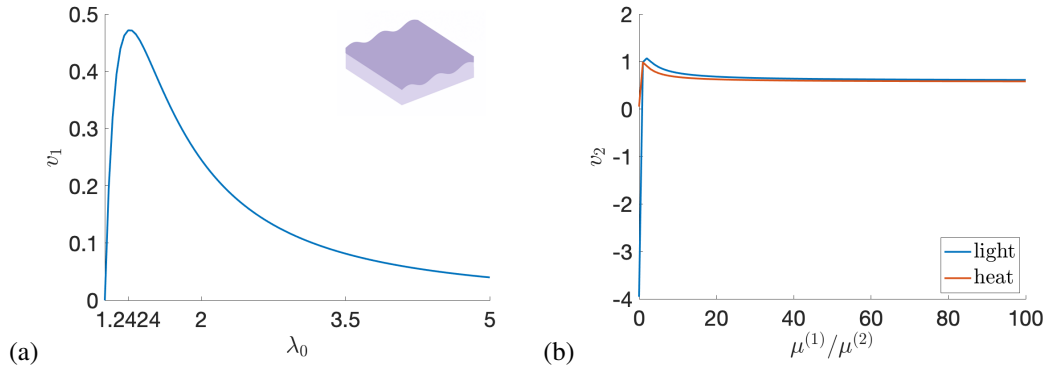 0.5
0.4
0.3
0.2
0.1
0
v₁
1.2424 2 3.5 5
λ₀
(a)
2
1
0
-1
-2
-3
-4
v₂
light
heat
0 20 40 60 80 100
μ⁽¹⁾/μ⁽²⁾
(b)